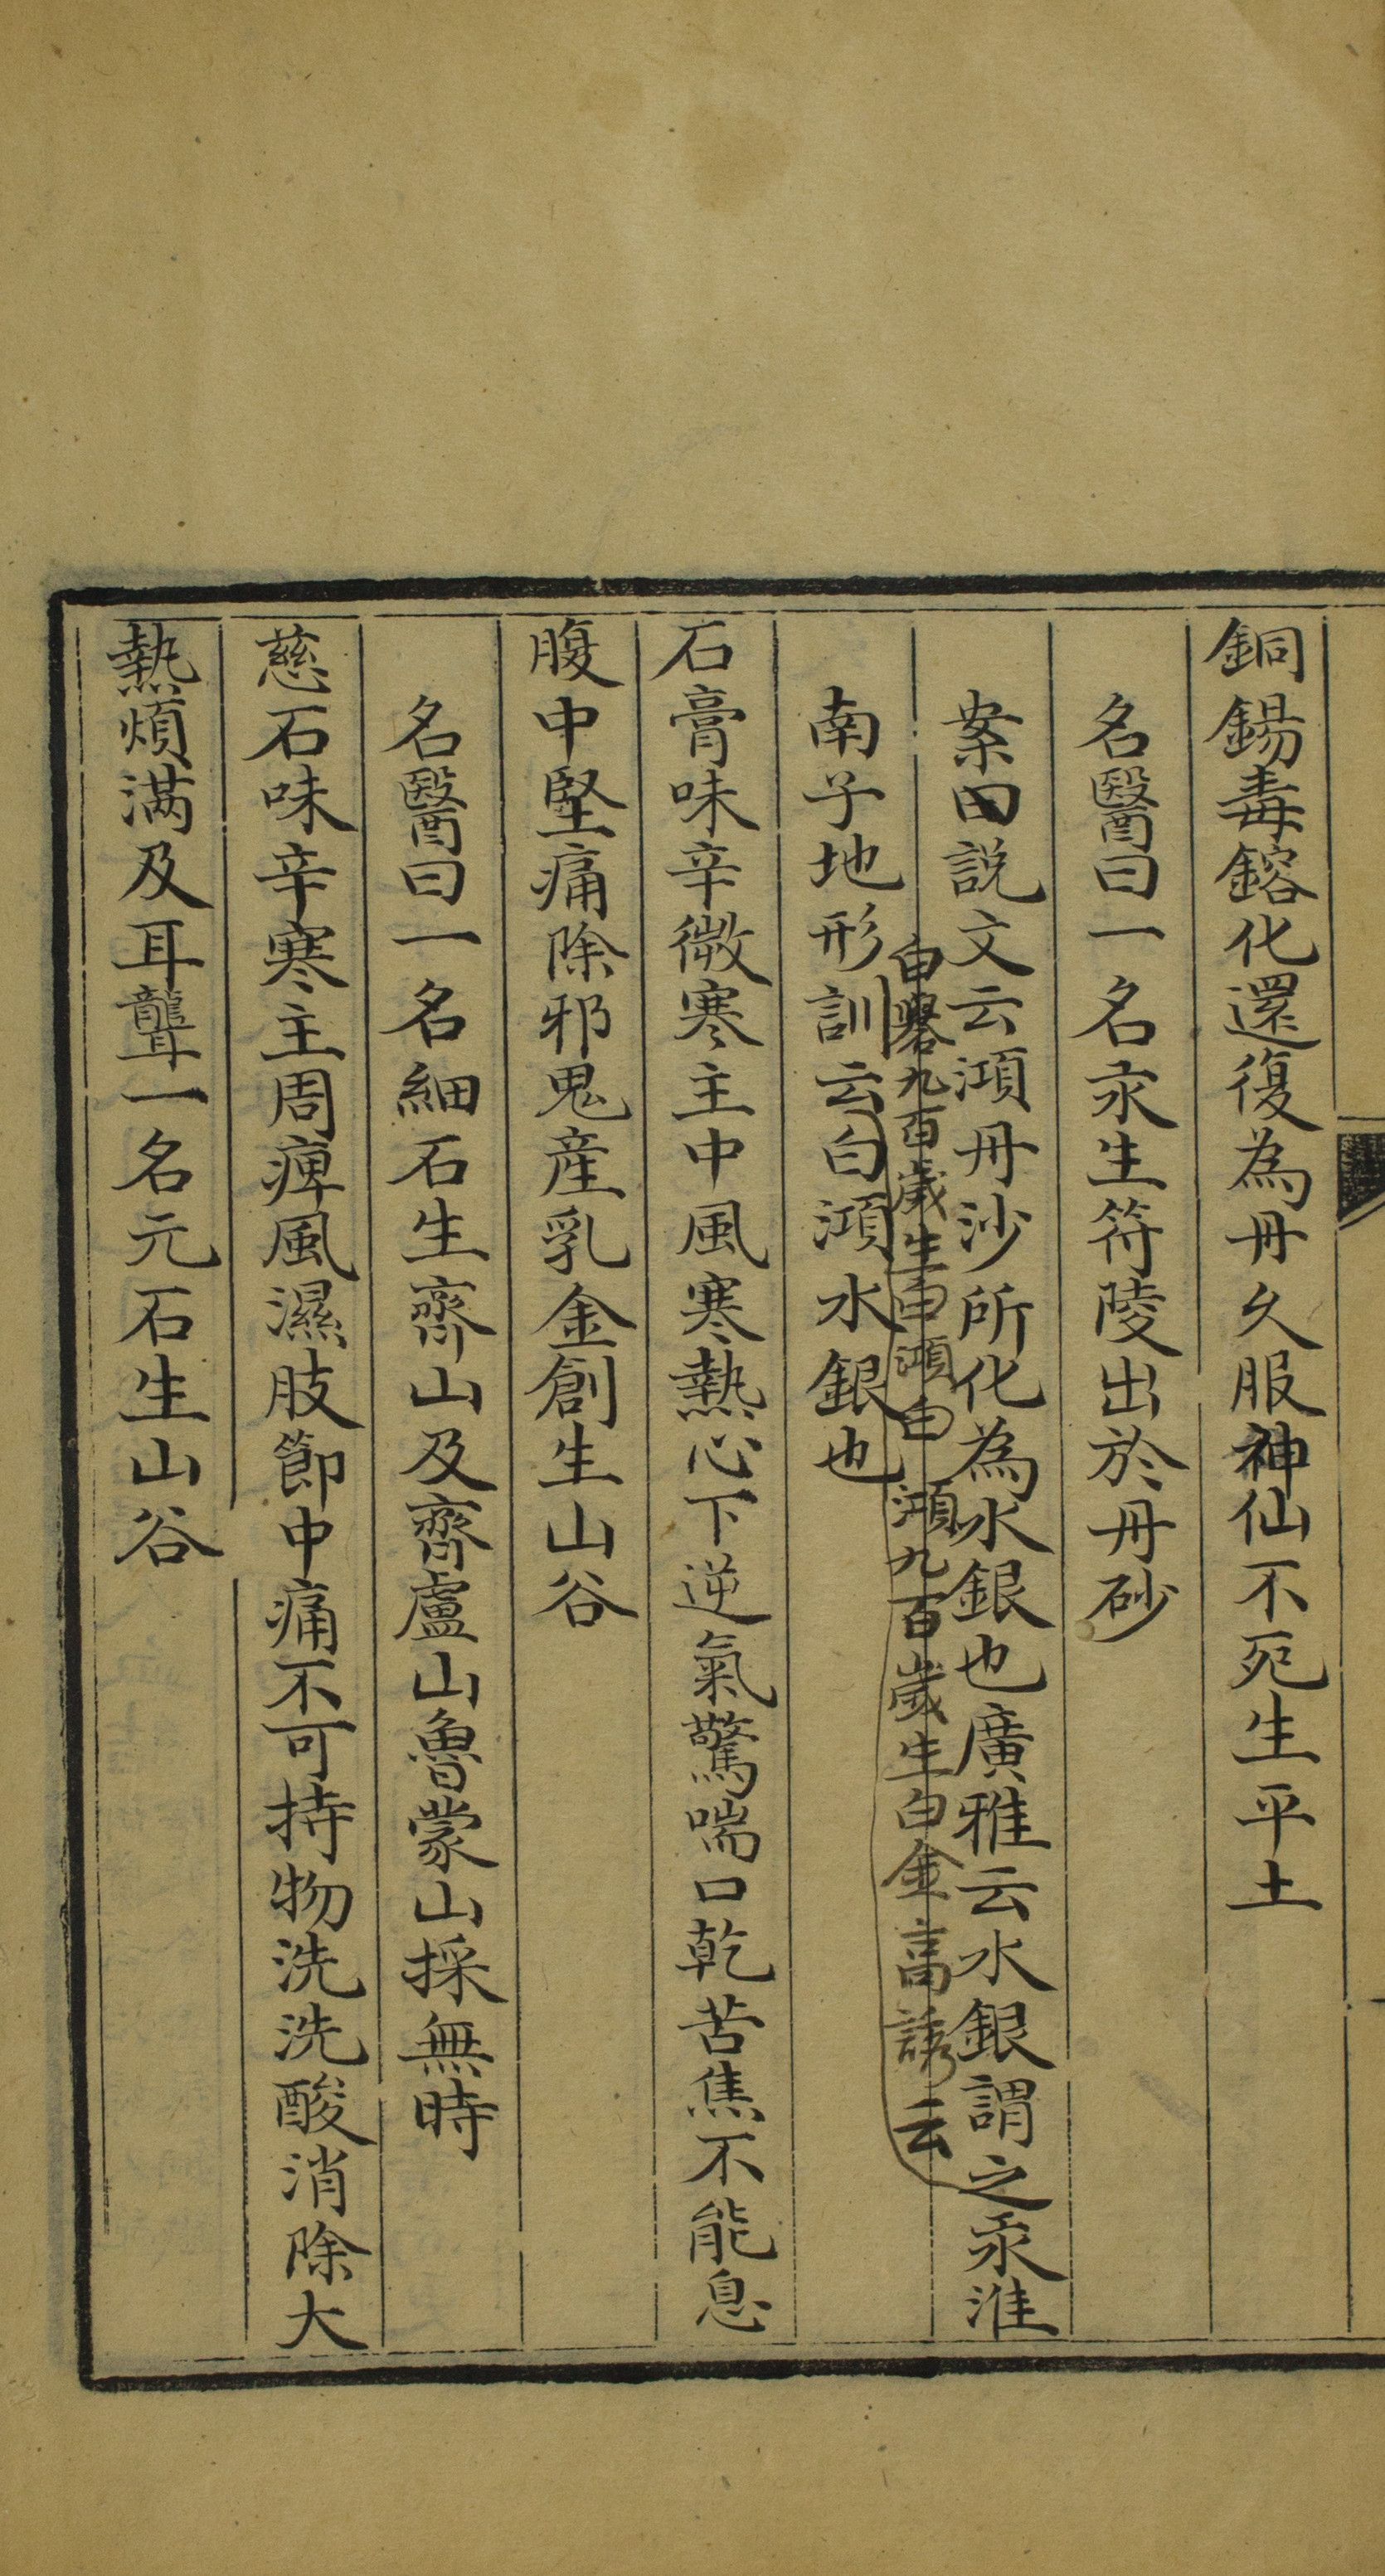 銅錫毒鎔化還復為丹久服神仙不死生平土
名醫曰一名汞生符陵出於丹砂
案曰說文云澒丹沙所化為水銀也廣雅云水銀謂之汞淮
白礜九百歲生白澒白澒九百歲生白金高誘云
南子地形訓云白澒水銀也
石膏味辛微寒主中風寒熱心下逆氣驚喘口乾苦焦不能息
腹中堅痛除邪鬼產乳金創生山谷
名醫曰一名細石生齊山及齊盧山魯蒙山採無時
慈石味辛寒主周痹風濕肢節中痛不可持物洗洗酸消除大
熱煩滿及耳聾一名元石生山谷